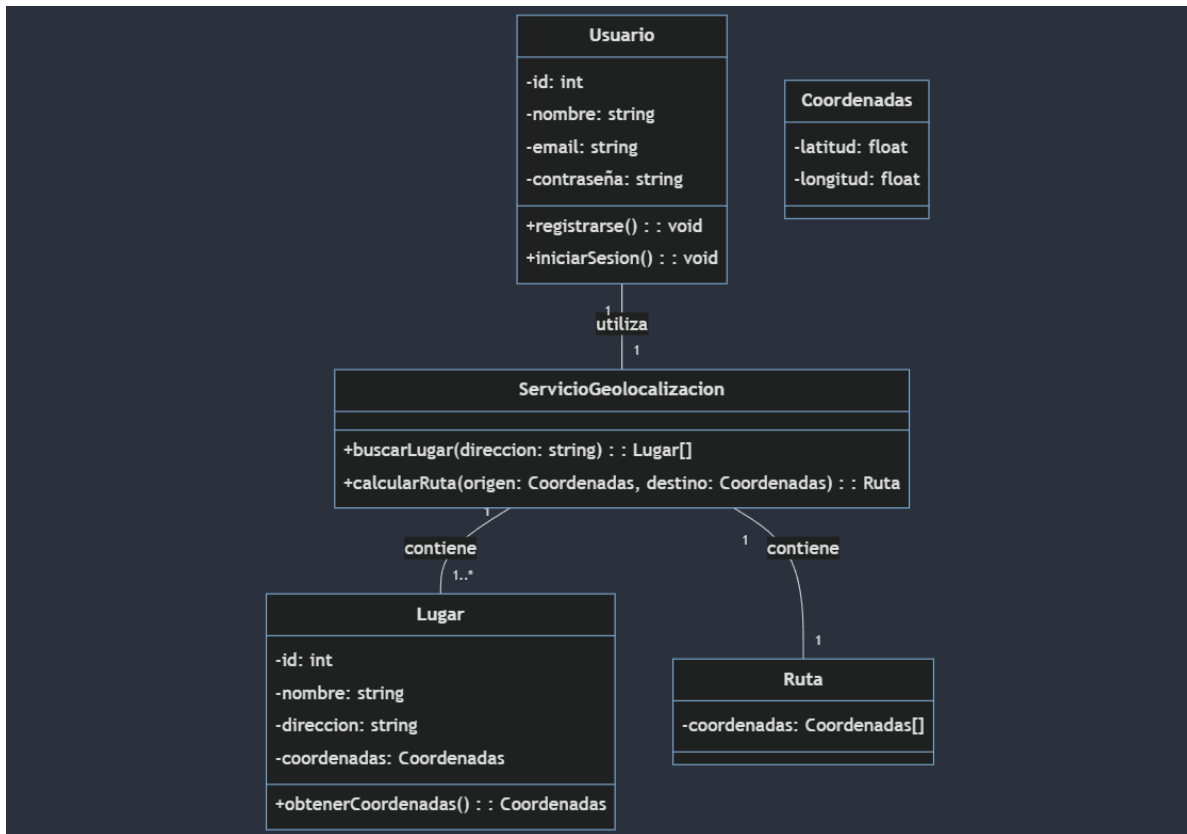 Usuario
-id: int
-nombre: string
-email: string
-contraseña: string
+registrarse() : : void
+iniciarSesion() : : void
Coordenadas
-latitud: float
-longitud: float
1
utiliza
1
ServicioGeolocalizacion
+buscarLugar(direccion: string) : : Lugar[]
+calcularRuta(origen: Coordenadas, destino: Coordenadas) : : Ruta
1
contiene
1..*
1
contiene
1
Lugar
-id: int
-nombre: string
-direccion: string
-coordenadas: Coordenadas
+obtenerCoordenadas() : : Coordenadas
Ruta
-coordenadas: Coordenadas[]